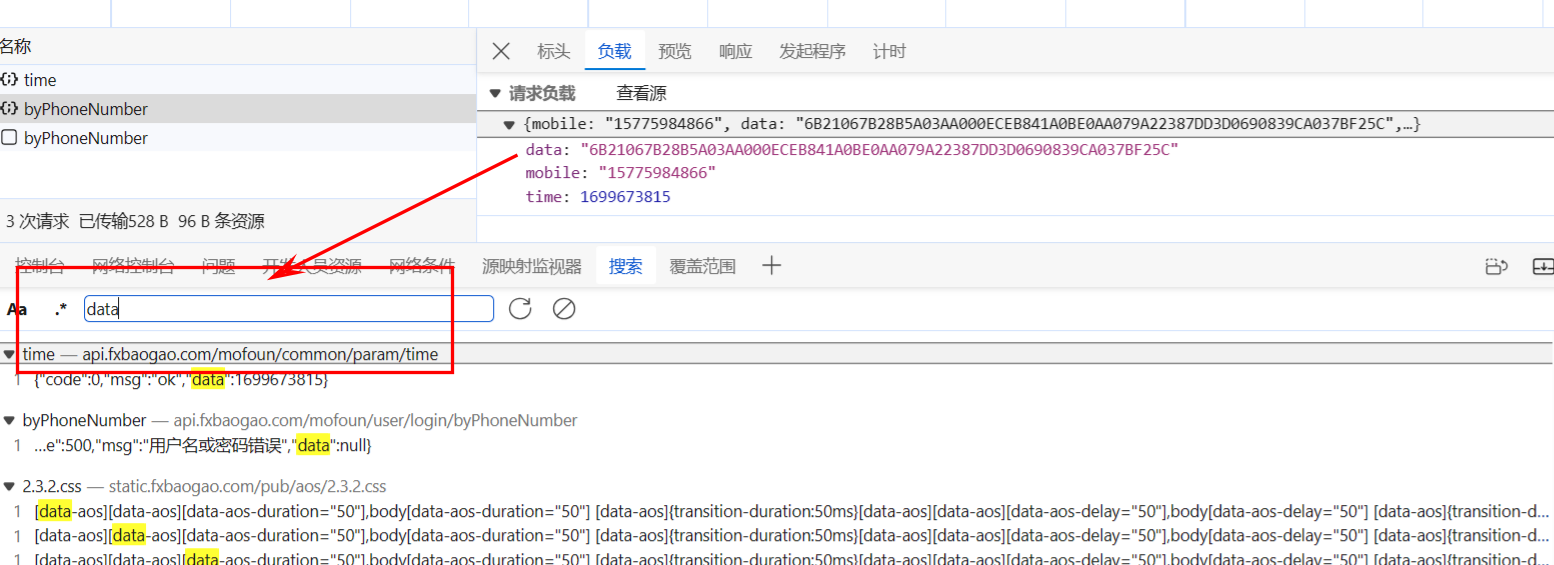 名称
time
byPhoneNumber
byPhoneNumber
3 次请求 已传输528 B 96 B 条资源
标头 负载 预览 响应 发起程序 计时
请求负载 查看源
{mobile: "15775984866", data: "6B21067B28B5A03AA000ECEB841A0BE0AA079A22387DD3D0690839CA037BF25C",…}
data: "6B21067B28B5A03AA000ECEB841A0BE0AA079A22387DD3D0690839CA037BF25C"
mobile: "15775984866"
time: 1699673815
控制台 网络控制台 问题 开发人员资源 网络条件 源映射监视器 搜索 覆盖范围
Aa .* data
time — api.fxbaogao.com/mofoun/common/param/time
1 {"code":0,"msg":"ok","data":1699673815}
byPhoneNumber — api.fxbaogao.com/mofoun/user/login/byPhoneNumber
1 …e":500,"msg":"用户名或密码错误","data":null}
2.3.2.css — static.fxbaogao.com/pub/aos/2.3.2.css
1 [data-aos][data-aos][data-aos-duration="50"],body[data-aos-duration="50"] [data-aos]{transition-duration:50ms}[data-aos][data-aos][data-aos-delay="50"],body[data-aos-delay="50"] [data-aos]{transition-d…
1 [data-aos][data-aos][data-aos-duration="50"],body[data-aos-duration="50"] [data-aos]{transition-duration:50ms}[data-aos][data-aos][data-aos-delay="50"],body[data-aos-delay="50"] [data-aos]{transition-d…
1 [data-aos][data-aos][data-aos-duration="50"],body[data-aos-duration="50"] [data-aos]{transition-duration:50ms}[data-aos][data-aos][data-aos-delay="50"],body[data-aos-delay="50"] [data-aos]{transition-d…